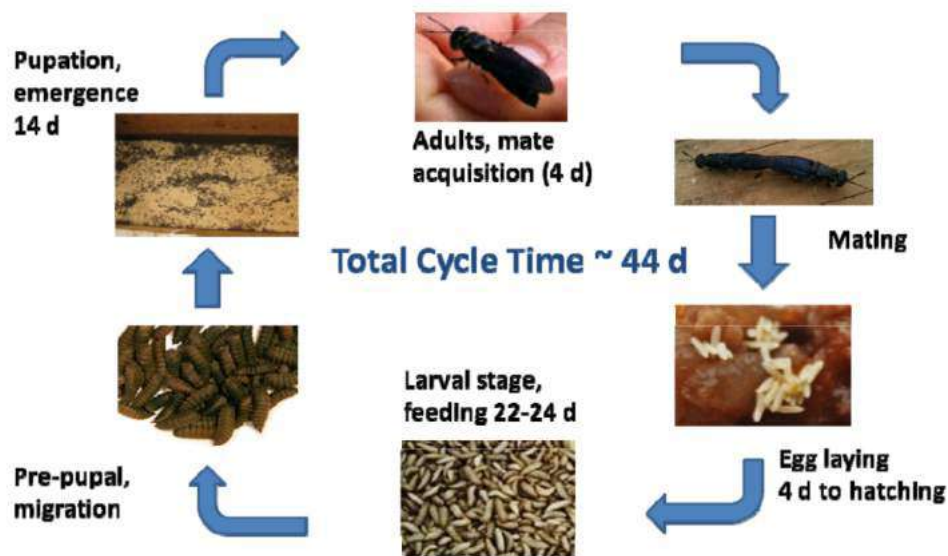 Pupation,
emergence
14 d
Adults, mate
acquisition (4 d)
Mating
Total Cycle Time ~ 44 d
Larval stage,
feeding 22-24 d
Egg laying
4 d to hatching
Pre-pupal,
migration